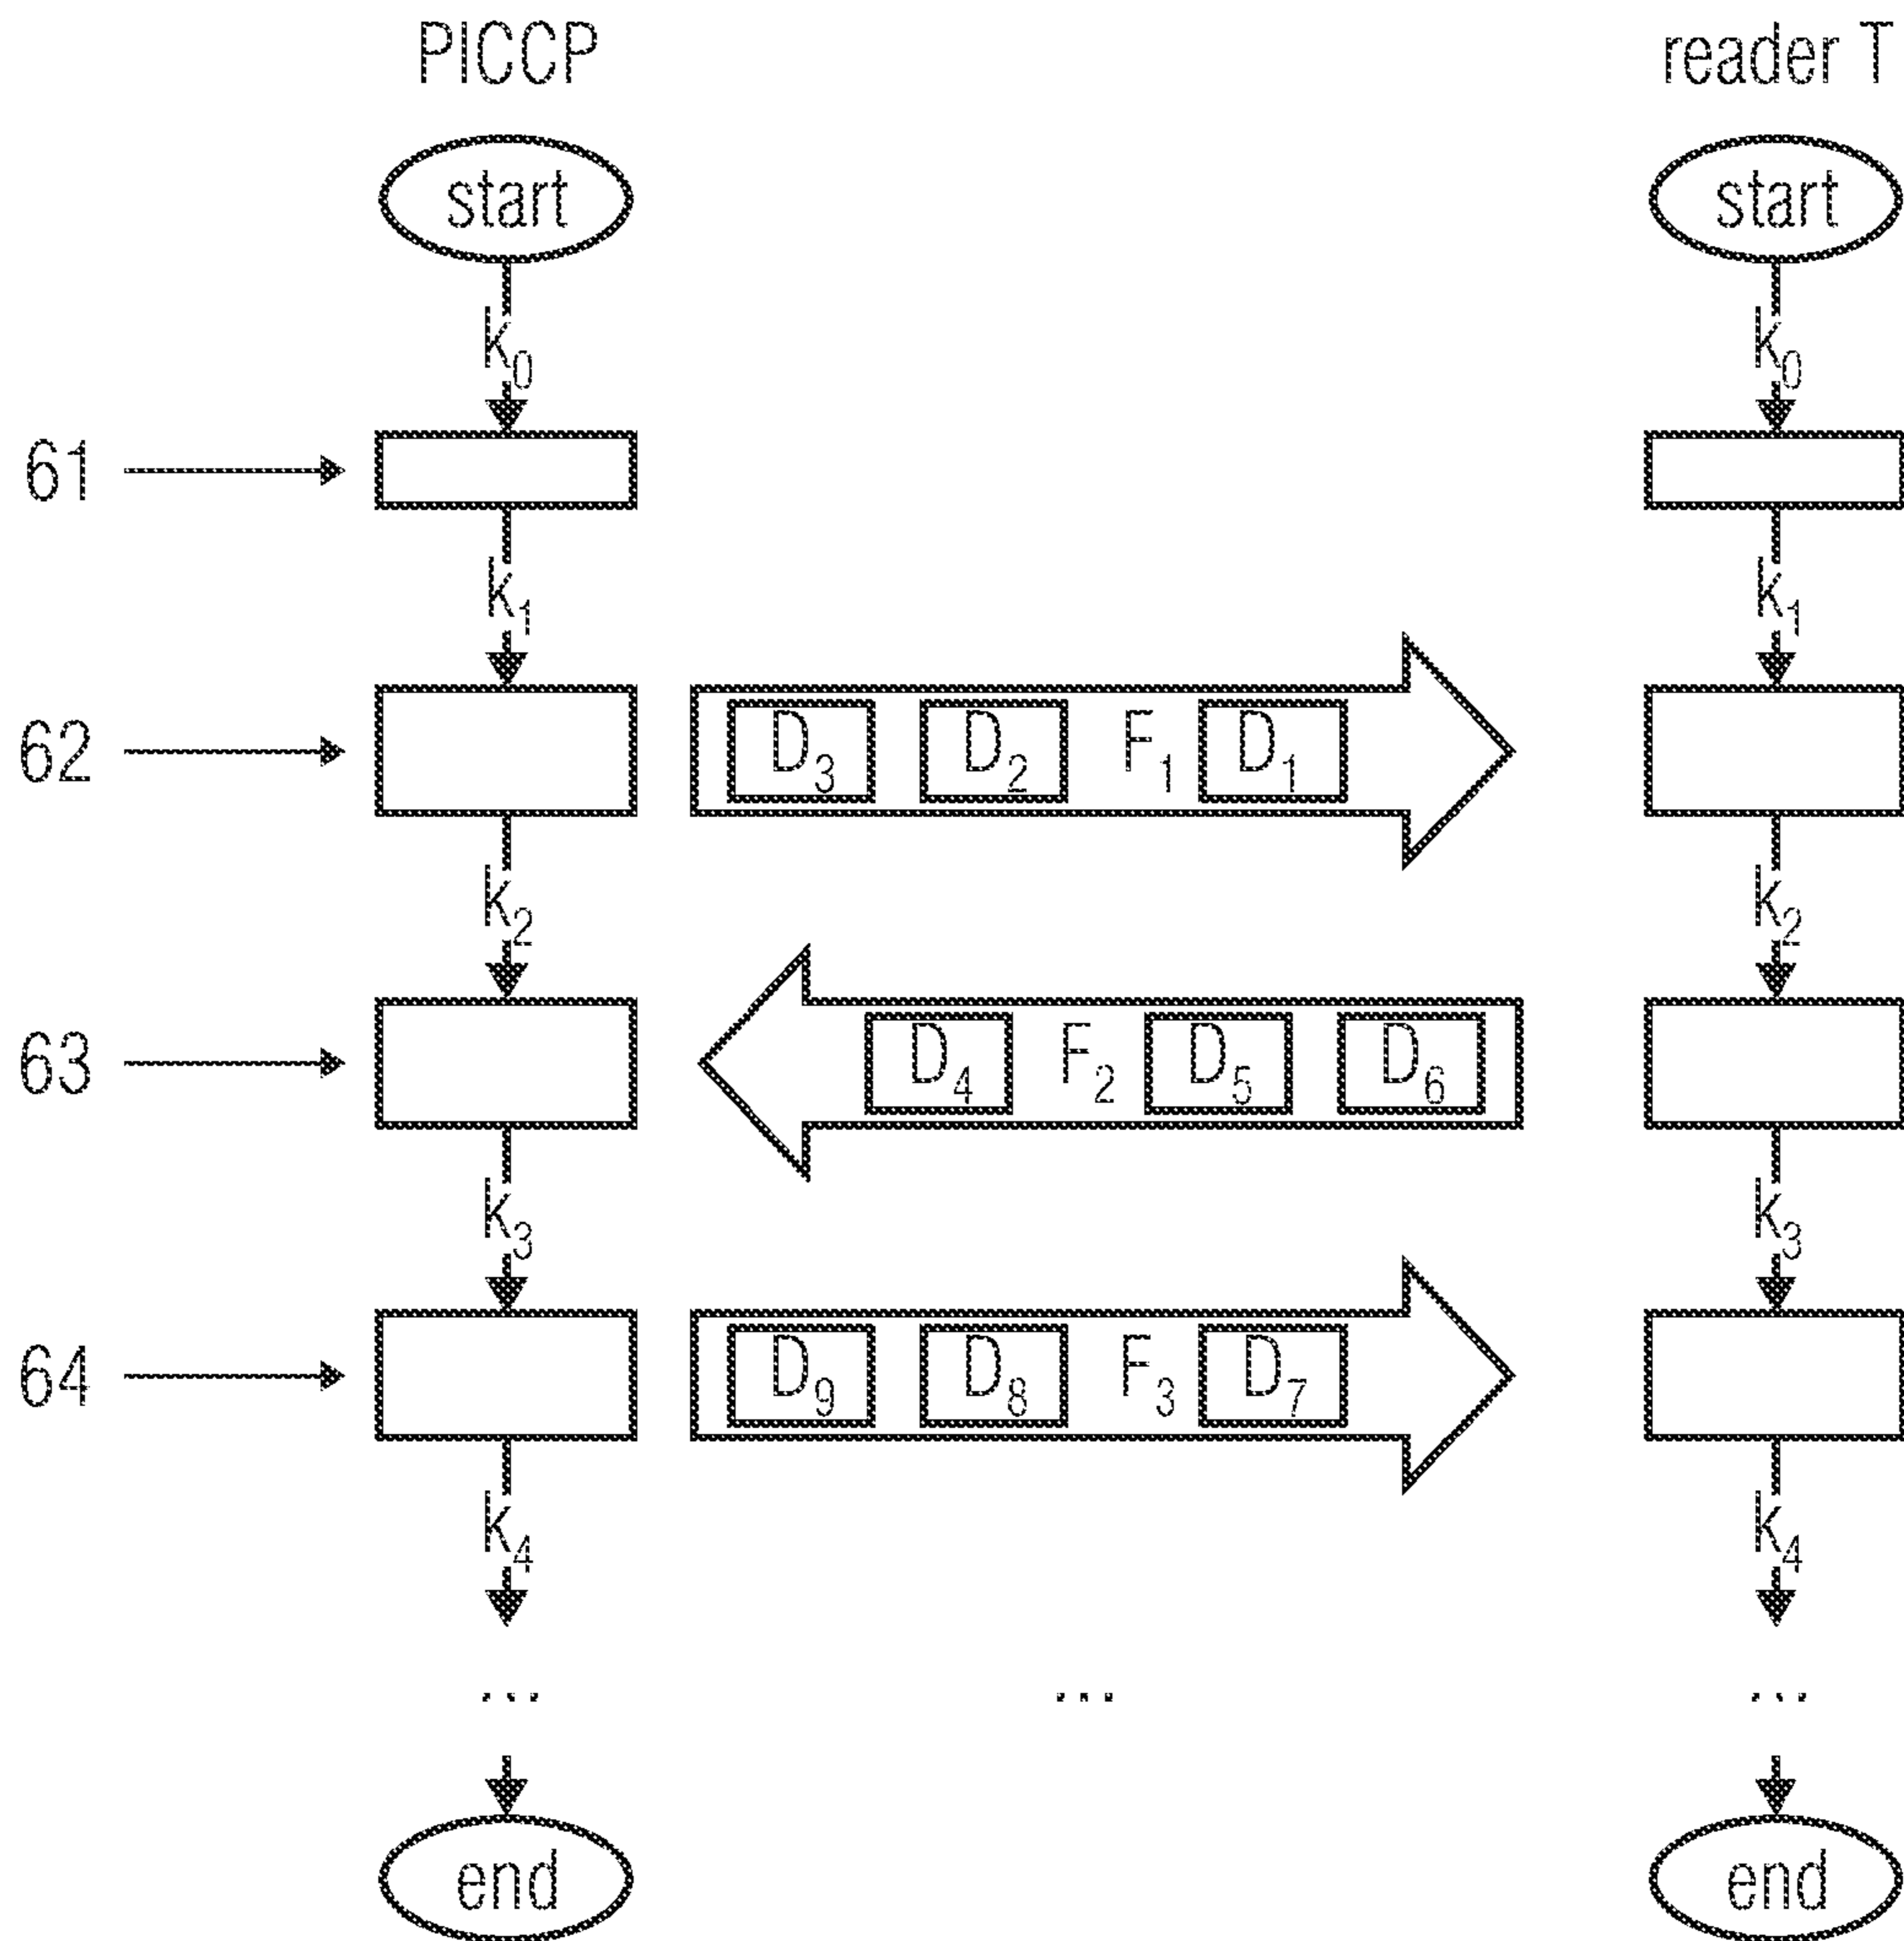 PICCP reader T
start start
k₀ k₀
61
k₁ k₁
62 D₃ D₂ F₁ D₁
k₂ k₂
63 D₄ F₂ D₅ D₆
k₃ k₃
64 D₉ D₈ F₃ D₇
k₄ k₄
... ... ...
end end